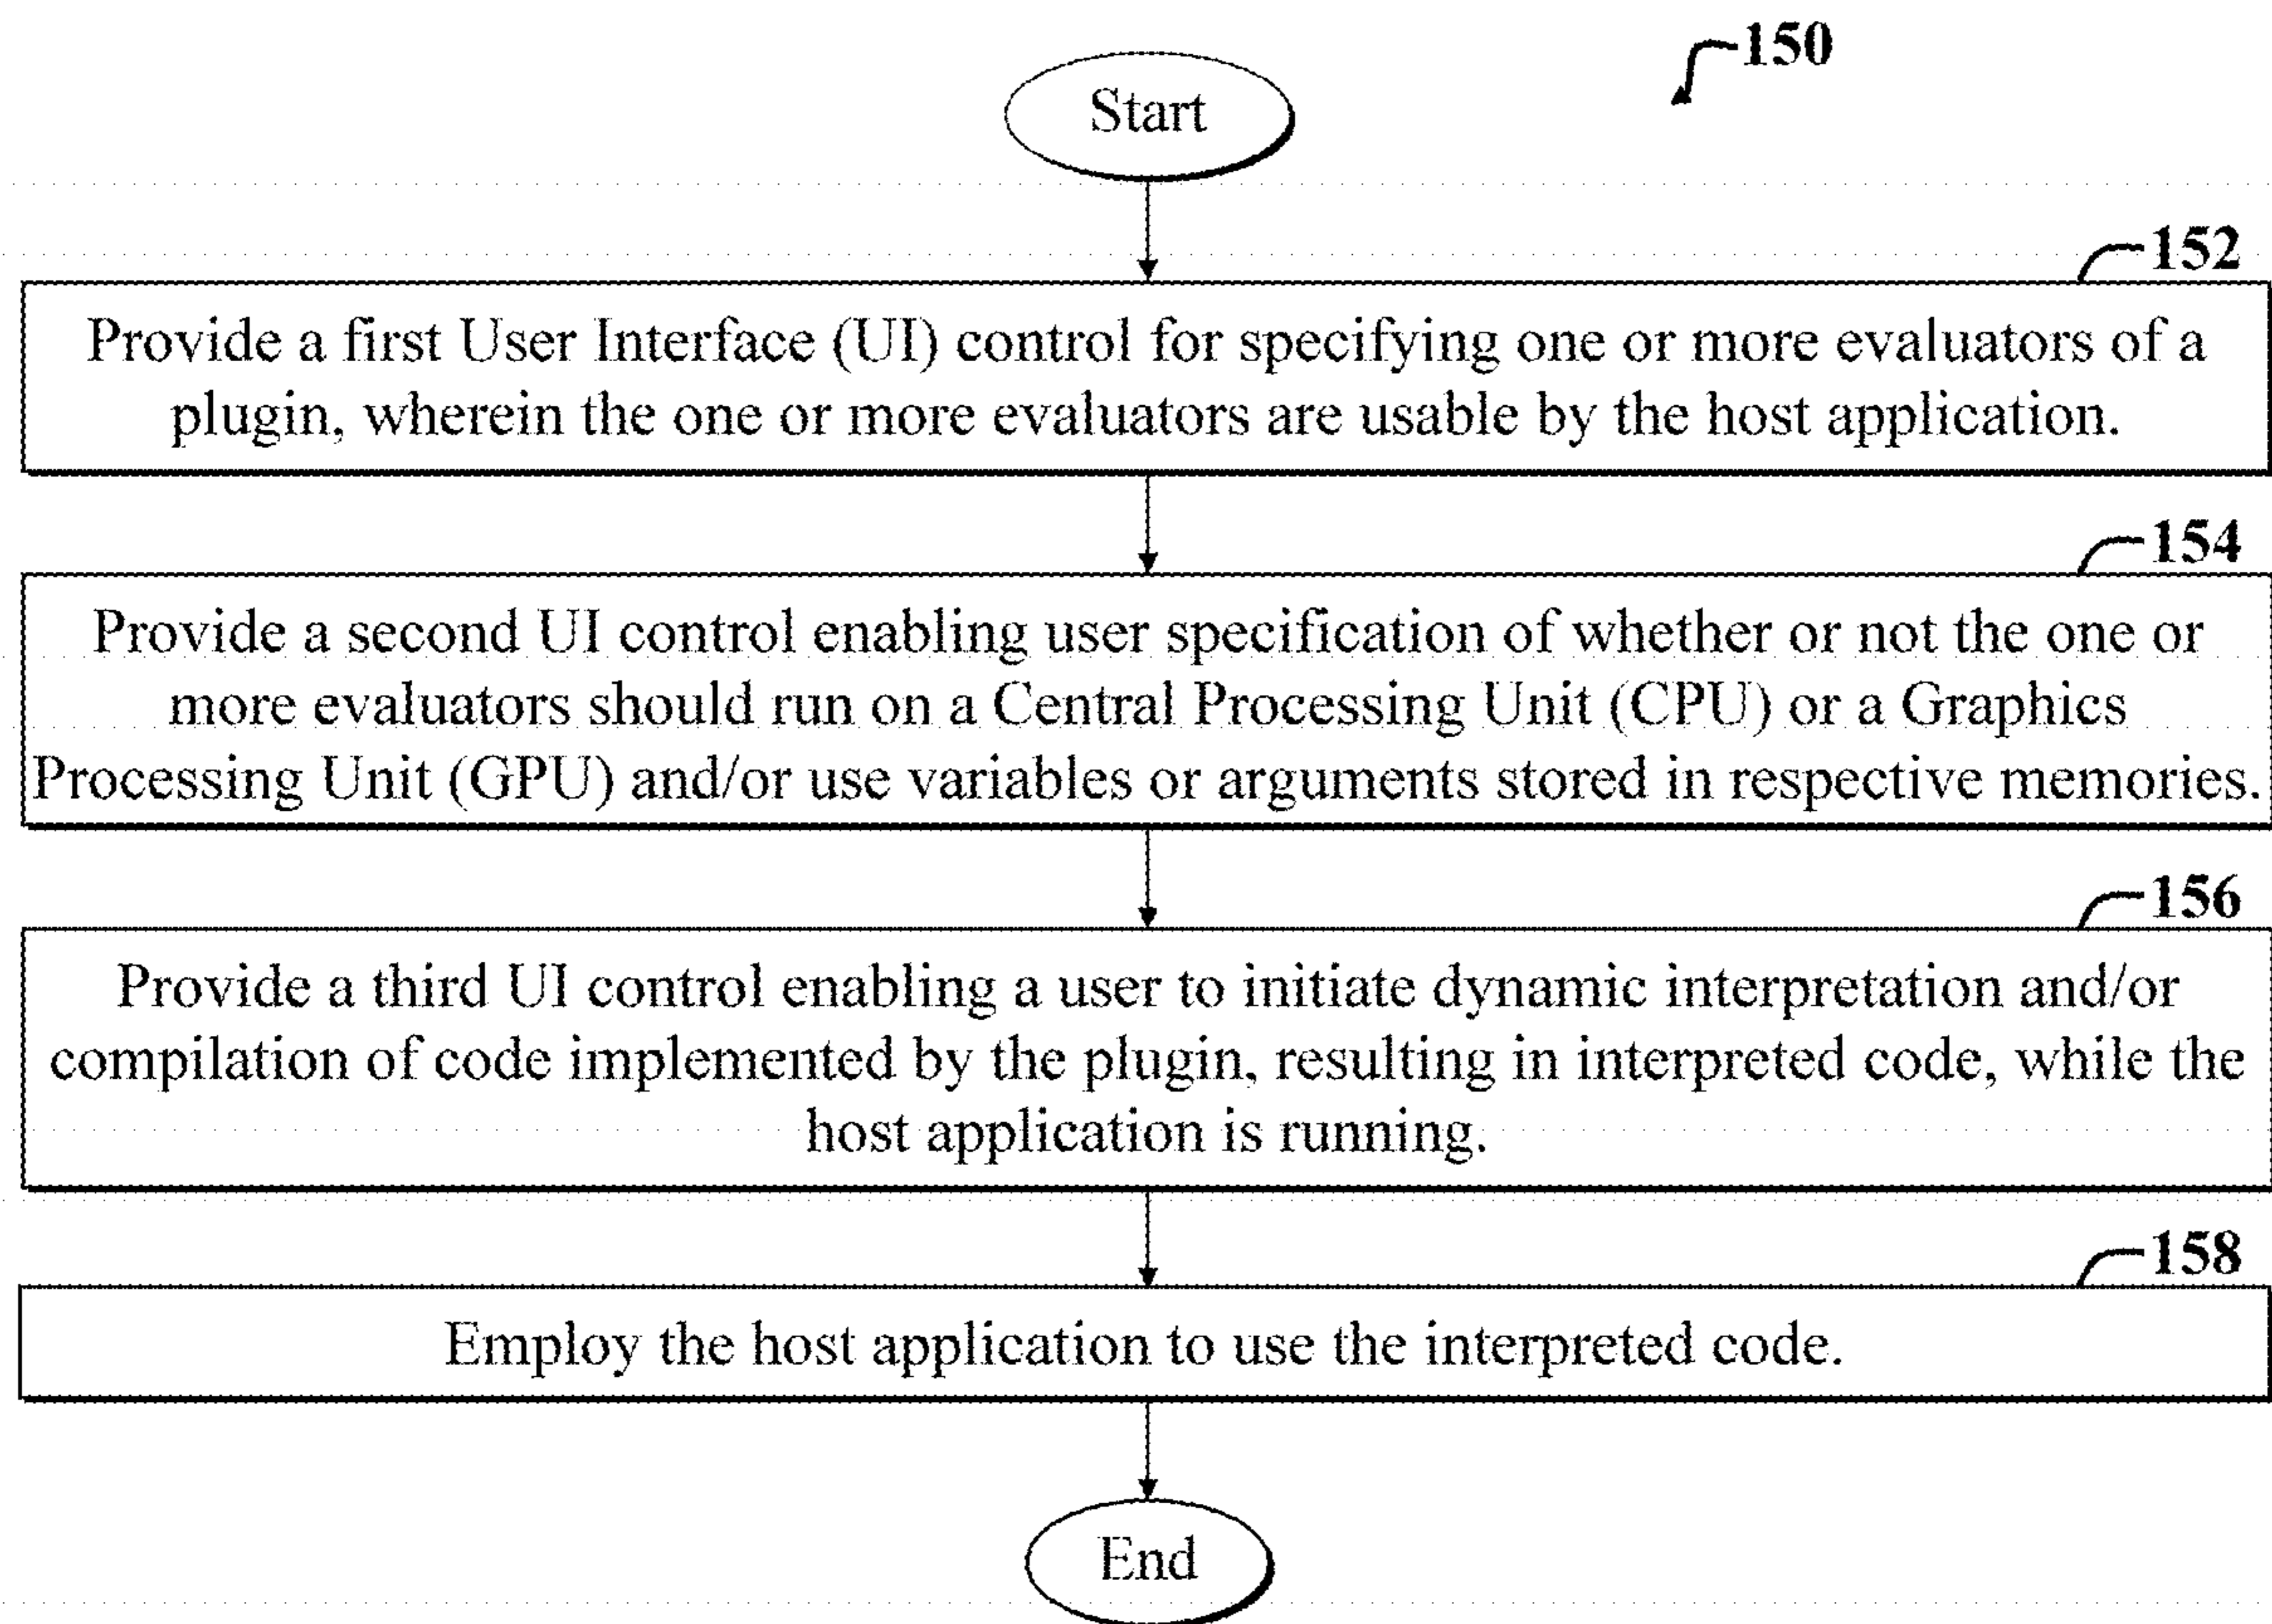 150
Start
152
Provide a first User Interface (UI) control for specifying one or more evaluators of a
plugin, wherein the one or more evaluators are usable by the host application.
154
Provide a second UI control enabling user specification of whether or not the one or
more evaluators should run on a Central Processing Unit (CPU) or a Graphics
Processing Unit (GPU) and/or use variables or arguments stored in respective memories.
156
Provide a third UI control enabling a user to initiate dynamic interpretation and/or
compilation of code implemented by the plugin, resulting in interpreted code, while the
host application is running.
158
Employ the host application to use the interpreted code.
End